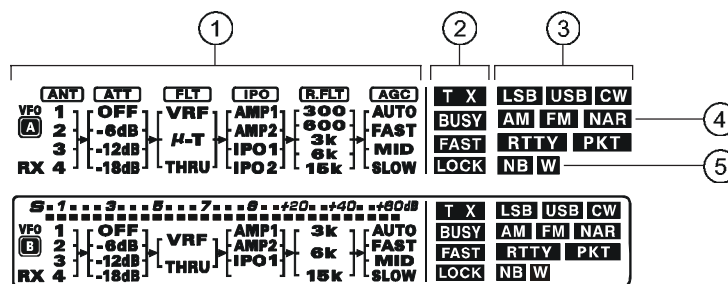 1 2 3
ANT ATT FLT IPO R.FLT AGC
VFO 1 OFF VRF AMP1 300 AUTO T X LSB USB CW
A 2 -6dB μ-T AMP2 600 FAST BUSY AM FM NAR 4
3 -12dB IPO1 3k MID FAST RTTY PKT
RX 4 -18dB THRU IPO2 6k SLOW LOCK NB W 5
15k
S 1 3 5 7 9 +20 +40 +60dB T X LSB USB CW
VFO 1 OFF VRF AMP1 3k AUTO BUSY AM FM NAR
B 2 -6dB AMP2 6k FAST FAST RTTY PKT
3 -12dB THRU IPO1 MID LOCK NB W
RX 4 -18dB 15k SLOW